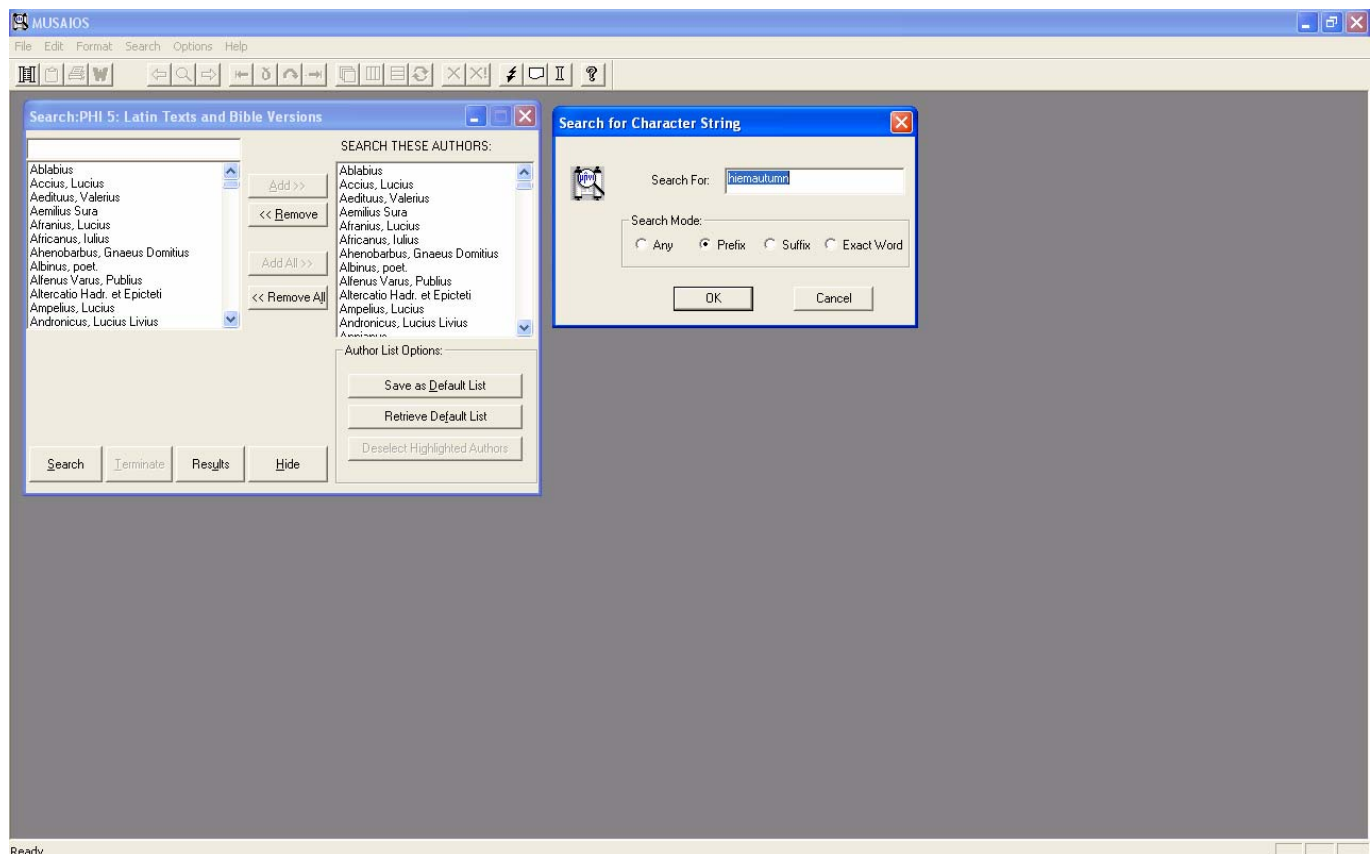 MUSAIOS
File Edit Format Search Options Help
Search:PHI 5: Latin Texts and Bible Versions
SEARCH THESE AUTHORS:
Ablabius
Accius, Lucius
Aedituus, Valerius
Aemilius Sura
Afranius, Lucius
Africanus, Iulius
Ahenobarbus, Gnaeus Domitius
Albinus, poet.
Alfenus Varus, Publius
Altercatio Hadr. et Epicteti
Ampelius, Lucius
Andronicus, Lucius Livius
Add >>
<< Remove
Add All >>
<< Remove All
Ablabius
Accius, Lucius
Aedituus, Valerius
Aemilius Sura
Afranius, Lucius
Africanus, Iulius
Ahenobarbus, Gnaeus Domitius
Albinus, poet.
Alfenus Varus, Publius
Altercatio Hadr. et Epicteti
Ampelius, Lucius
Andronicus, Lucius Livius
Author List Options:
Save as Default List
Retrieve Default List
Deselect Highlighted Authors
Search Terminate Results Hide
Search for Character String
Search For: hiemautumn
Search Mode:
Any Prefix Suffix Exact Word
OK Cancel
Ready